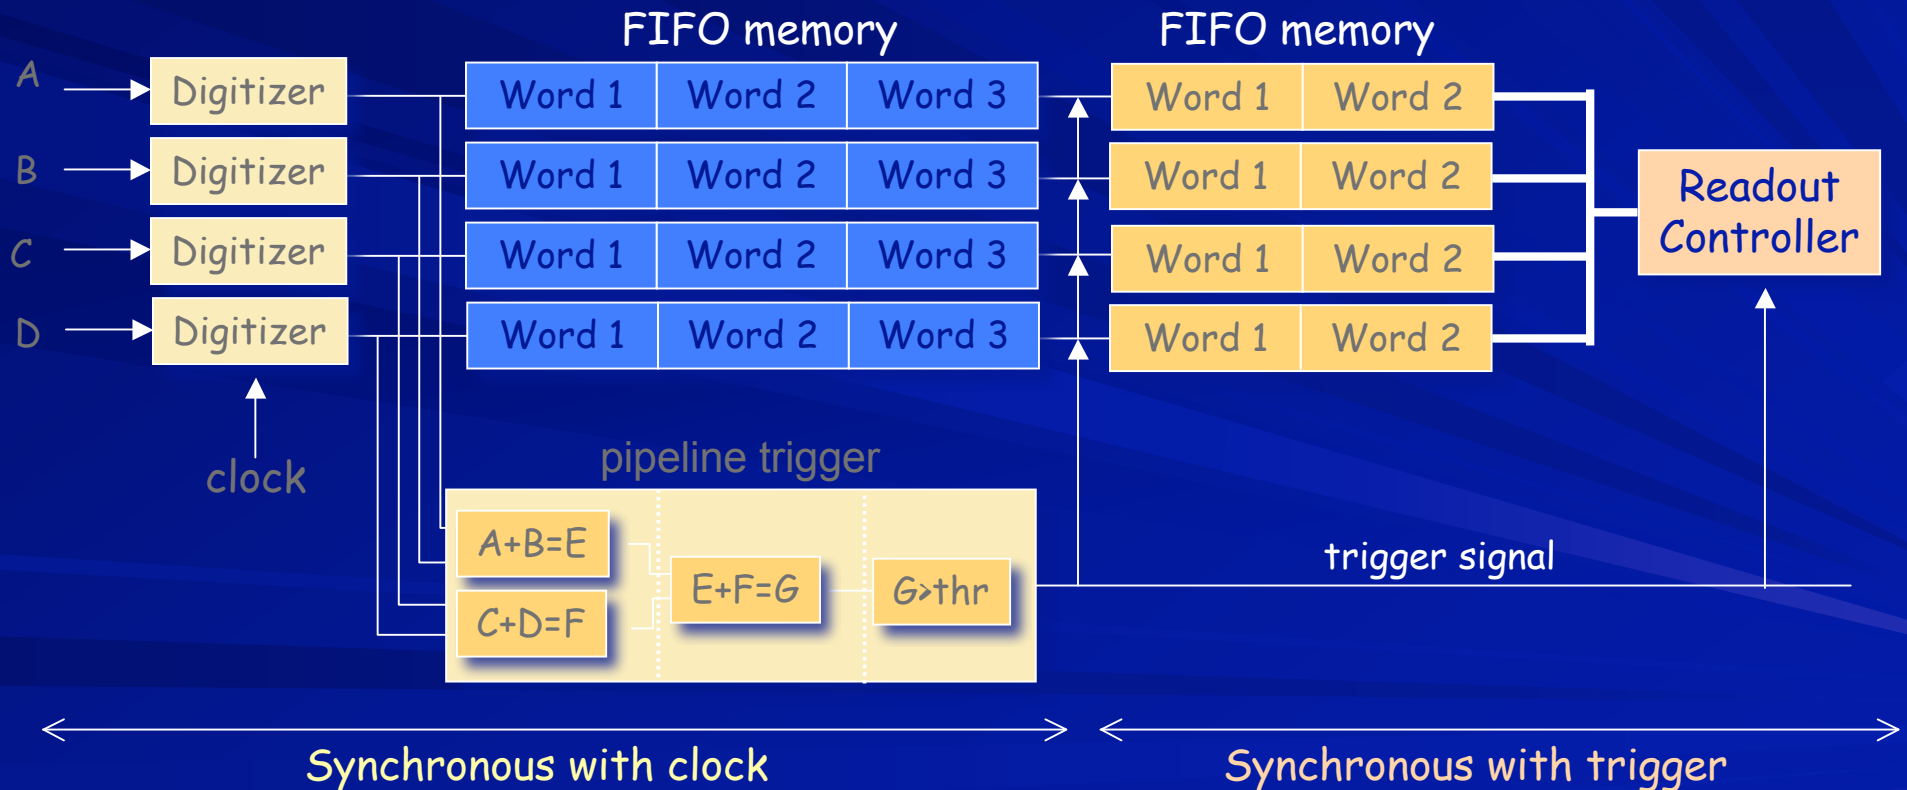 FIFO memory FIFO memory
A Digitizer Word 1 Word 2 Word 3 Word 1 Word 2
B Digitizer Word 1 Word 2 Word 3 Word 1 Word 2
Readout
Controller
C Digitizer Word 1 Word 2 Word 3 Word 1 Word 2
D Digitizer Word 1 Word 2 Word 3 Word 1 Word 2
clock
pipeline trigger
A+B=E
C+D=F
E+F=G
G>thr
trigger signal
Synchronous with clock
Synchronous with trigger